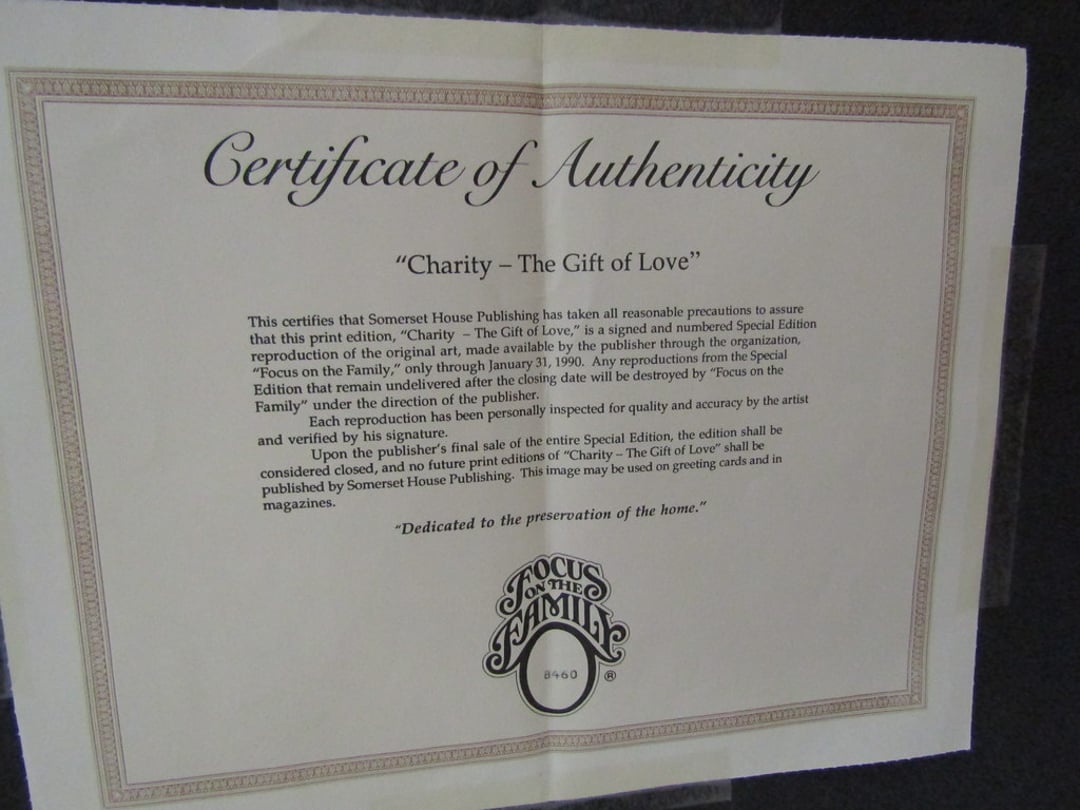 Certificate of Authenticity
“Charity – The Gift of Love”
This certifies that Somerset House Publishing has taken all reasonable precautions to assure
that this print edition, “Charity – The Gift of Love,” is a signed and numbered Special Edition
reproduction of the original art, made available by the publisher through the organization,
“Focus on the Family,” only through January 31, 1990. Any reproductions from the Special
Edition that remain undelivered after the closing date will be destroyed by “Focus on the
Family” under the direction of the publisher.
Each reproduction has been personally inspected for quality and accuracy by the artist
and verified by his signature.
Upon the publisher’s final sale of the entire Special Edition, the edition shall be
considered closed, and no future print editions of “Charity – The Gift of Love” shall be
published by Somerset House Publishing. This image may be used on greeting cards and in
magazines.
“Dedicated to the preservation of the home.”
FOCUS
ON THE
FAMILY
8460 ®